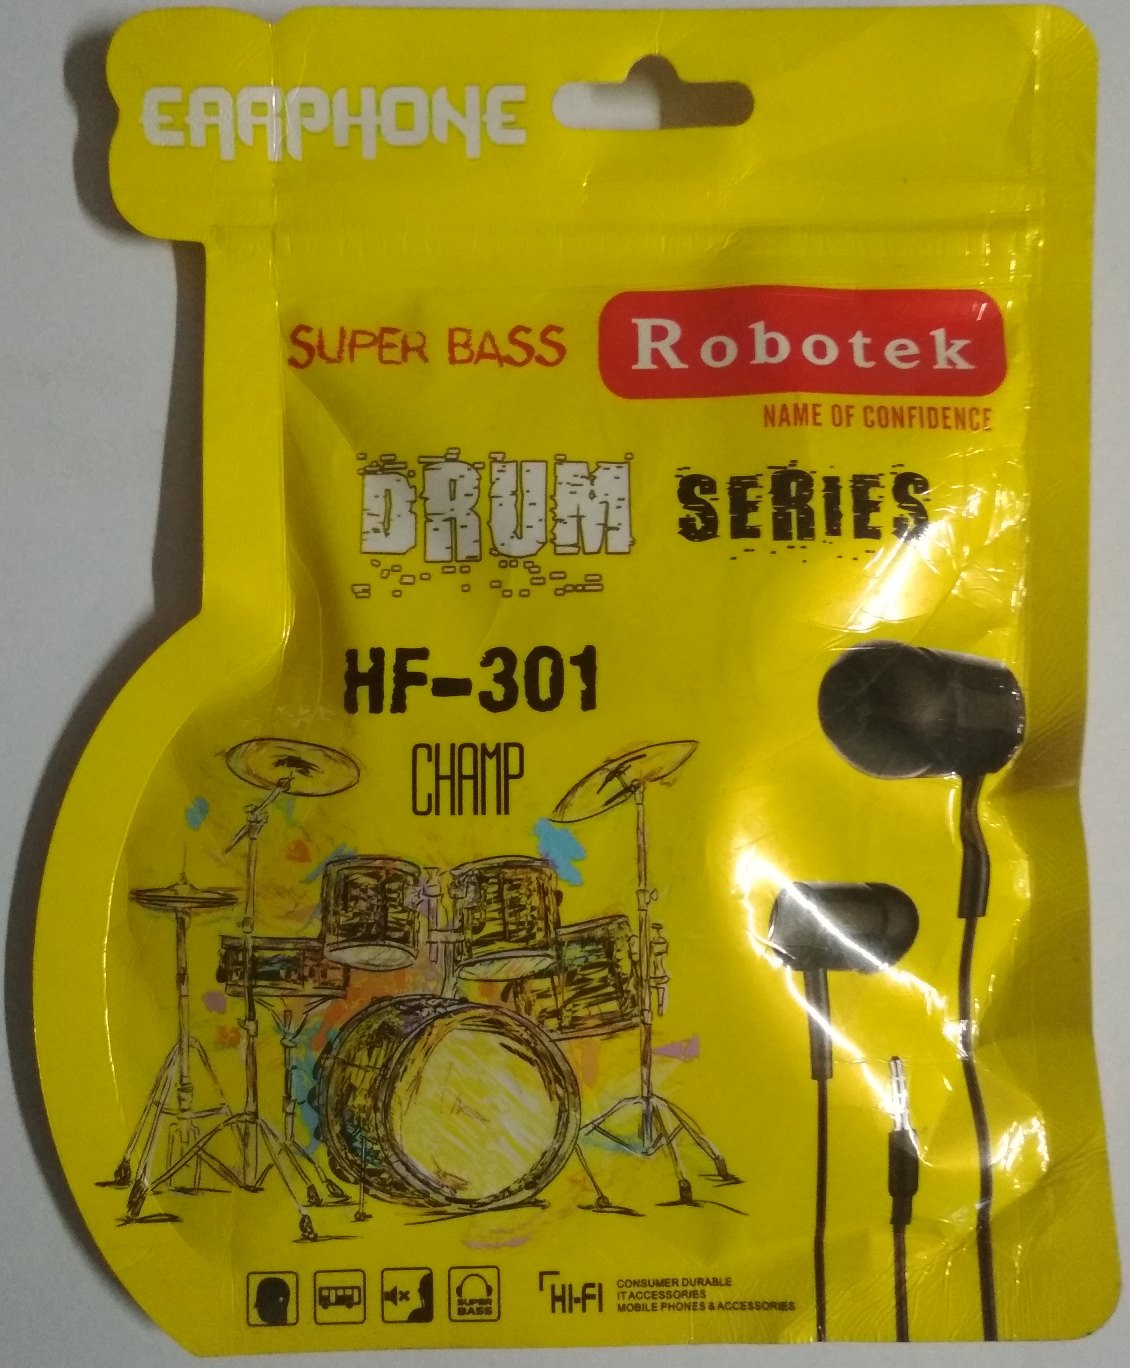 EARPHONE
SUPER BASS
Robotek
NAME OF CONFIDENCE
DRUM SERIES
HF-301
CHAMP
SUPER
BASS
HI-FI
CONSUMER DURABLE
IT ACCESSORIES
MOBILE PHONES & ACCESSORIES